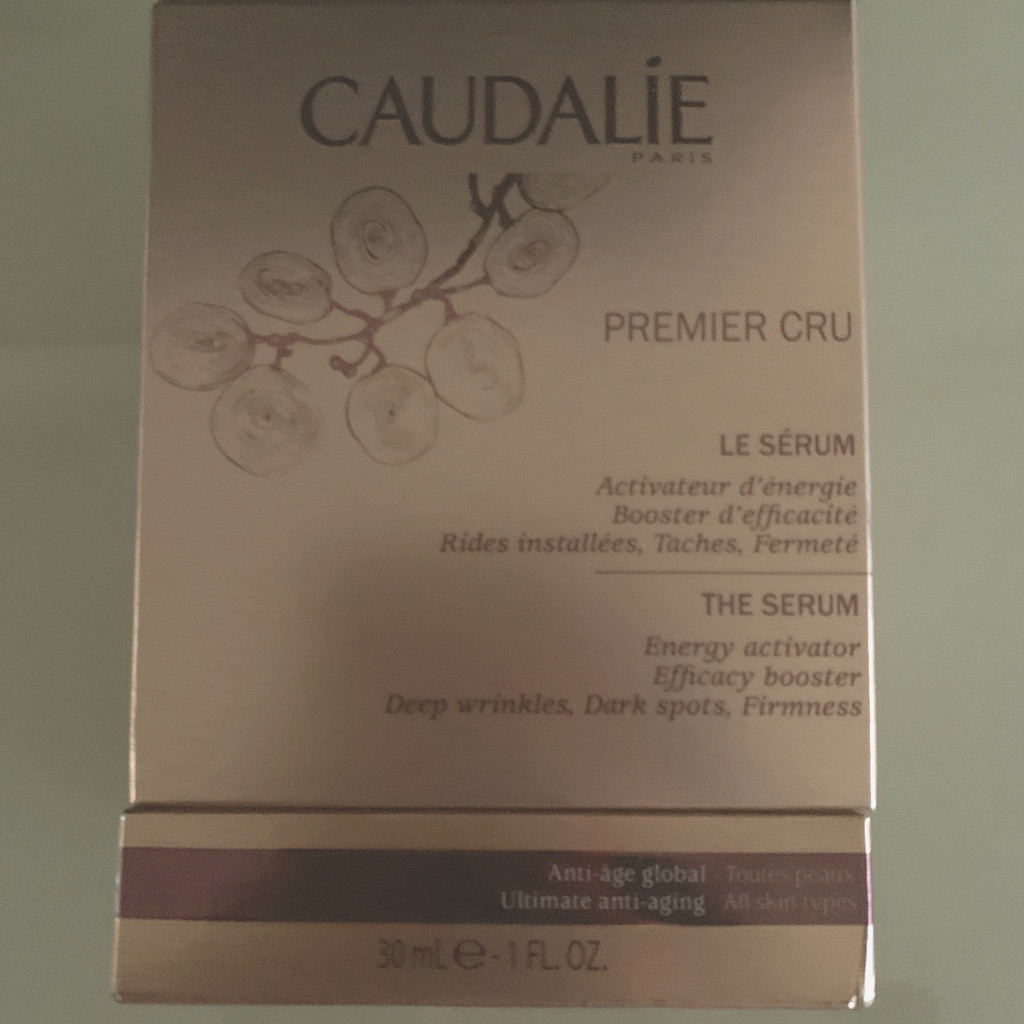 CAUDALÍE
PARIS
PREMIER CRU
LE SÉRUM
Activateur d'énergie
Booster d'efficacité
Rides installées, Taches, Fermeté
THE SERUM
Energy activator
Efficacy booster
Deep wrinkles, Dark spots, Firmness
Anti-âge global Toutes peaux
Ultimate anti-aging All skin types
30 mL ℮ - 1 FL. OZ.